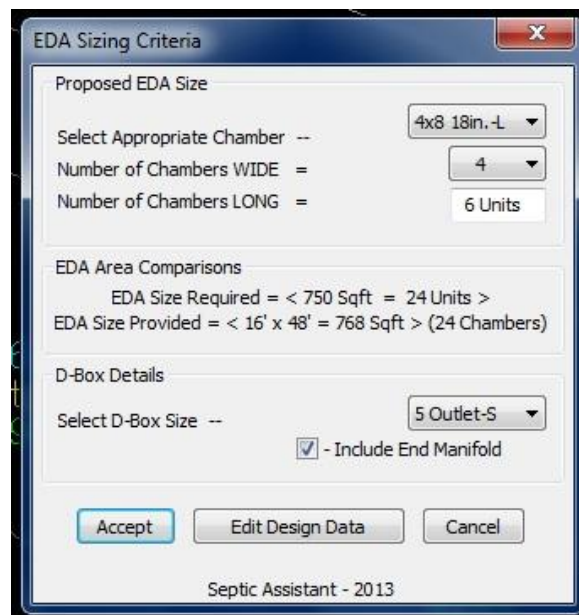 EDA Sizing Criteria
Proposed EDA Size
Select Appropriate Chamber -- 4x8 18in.-L
Number of Chambers WIDE = 4
Number of Chambers LONG = 6 Units
EDA Area Comparisons
EDA Size Required = < 750 Sqft = 24 Units >
EDA Size Provided = < 16' x 48' = 768 Sqft > (24 Chambers)
D-Box Details
Select D-Box Size -- 5 Outlet-S
- Include End Manifold
Accept Edit Design Data Cancel
Septic Assistant - 2013